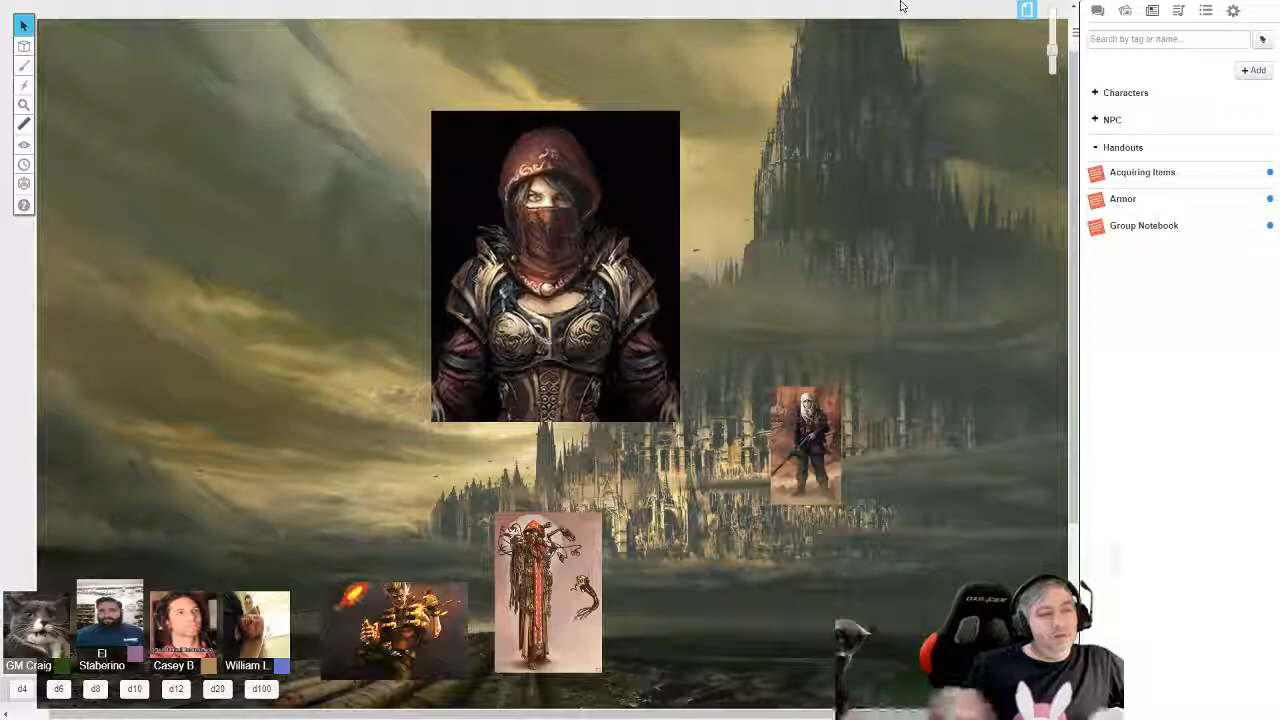 Search by tag or name...
+ Add
+ Characters
+ NPC
- Handouts
Acquiring Items
Armor
Group Notebook
GM Craig
El
Staberino
Casey B
William L.
d4
d6
d8
d10
d12
d20
d100